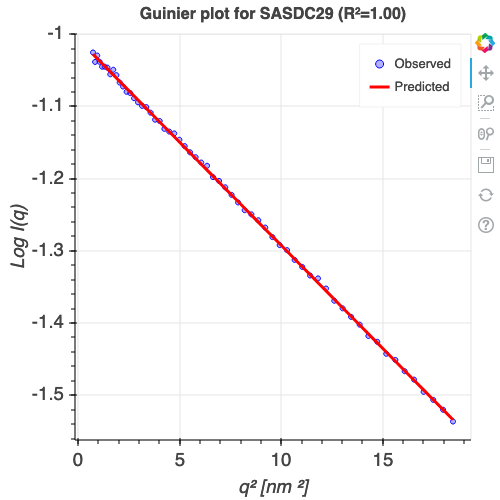 Guinier plot for SASDC29 (R²=1.00)
Observed
Predicted
-1
-1.1
-1.2
-1.3
-1.4
-1.5
Log I(q)
0
5
10
15
q² [nm ²]